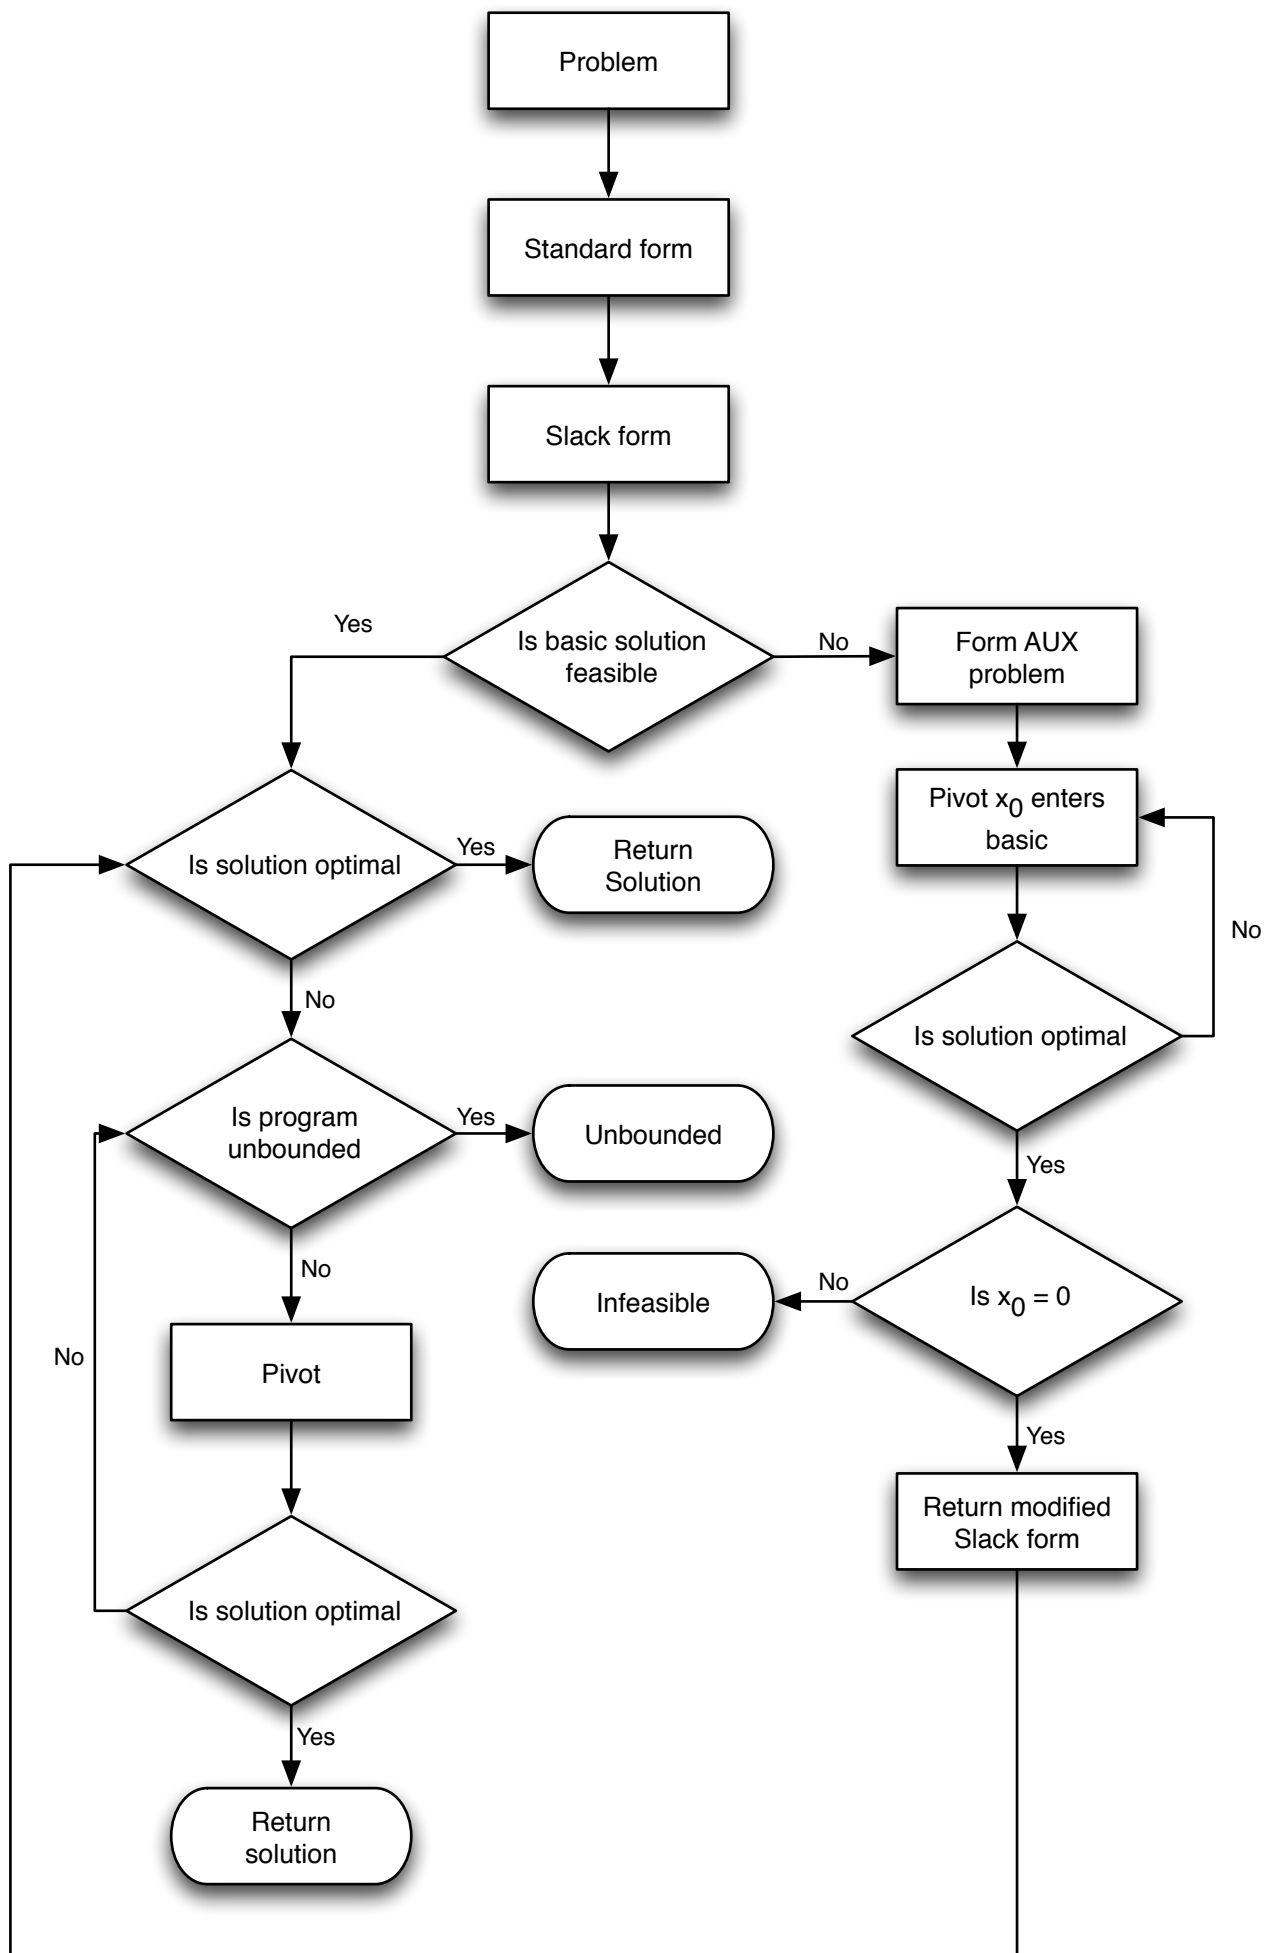 Problem
Standard form
Slack form
Is basic solution
feasible
Yes
No
Form AUX
problem
Pivot x0 enters
basic
Is solution optimal
Yes
Return
Solution
No
No
Is solution optimal
Is program
unbounded
Yes
Unbounded
Yes
No
Infeasible
No
Is x0 = 0
No
Pivot
Yes
Return modified
Slack form
Is solution optimal
Yes
Return
solution